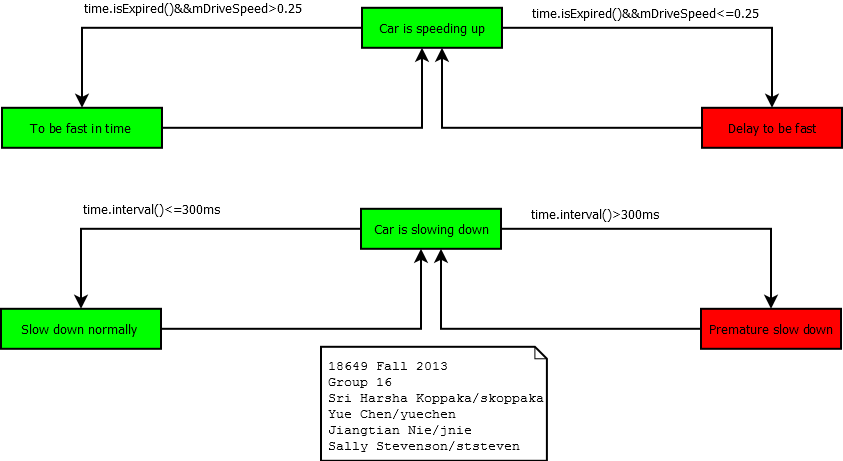 time.isExpired()&&mDriveSpeed>0.25
Car is speeding up
time.isExpired()&&mDriveSpeed<=0.25
To be fast in time
Delay to be fast
time.interval()<=300ms
Car is slowing down
time.interval()>300ms
Slow down normally
Premature slow down
18649 Fall 2013
Group 16
Sri Harsha Koppaka/skoppaka
Yue Chen/yuechen
Jiangtian Nie/jnie
Sally Stevenson/ststeven